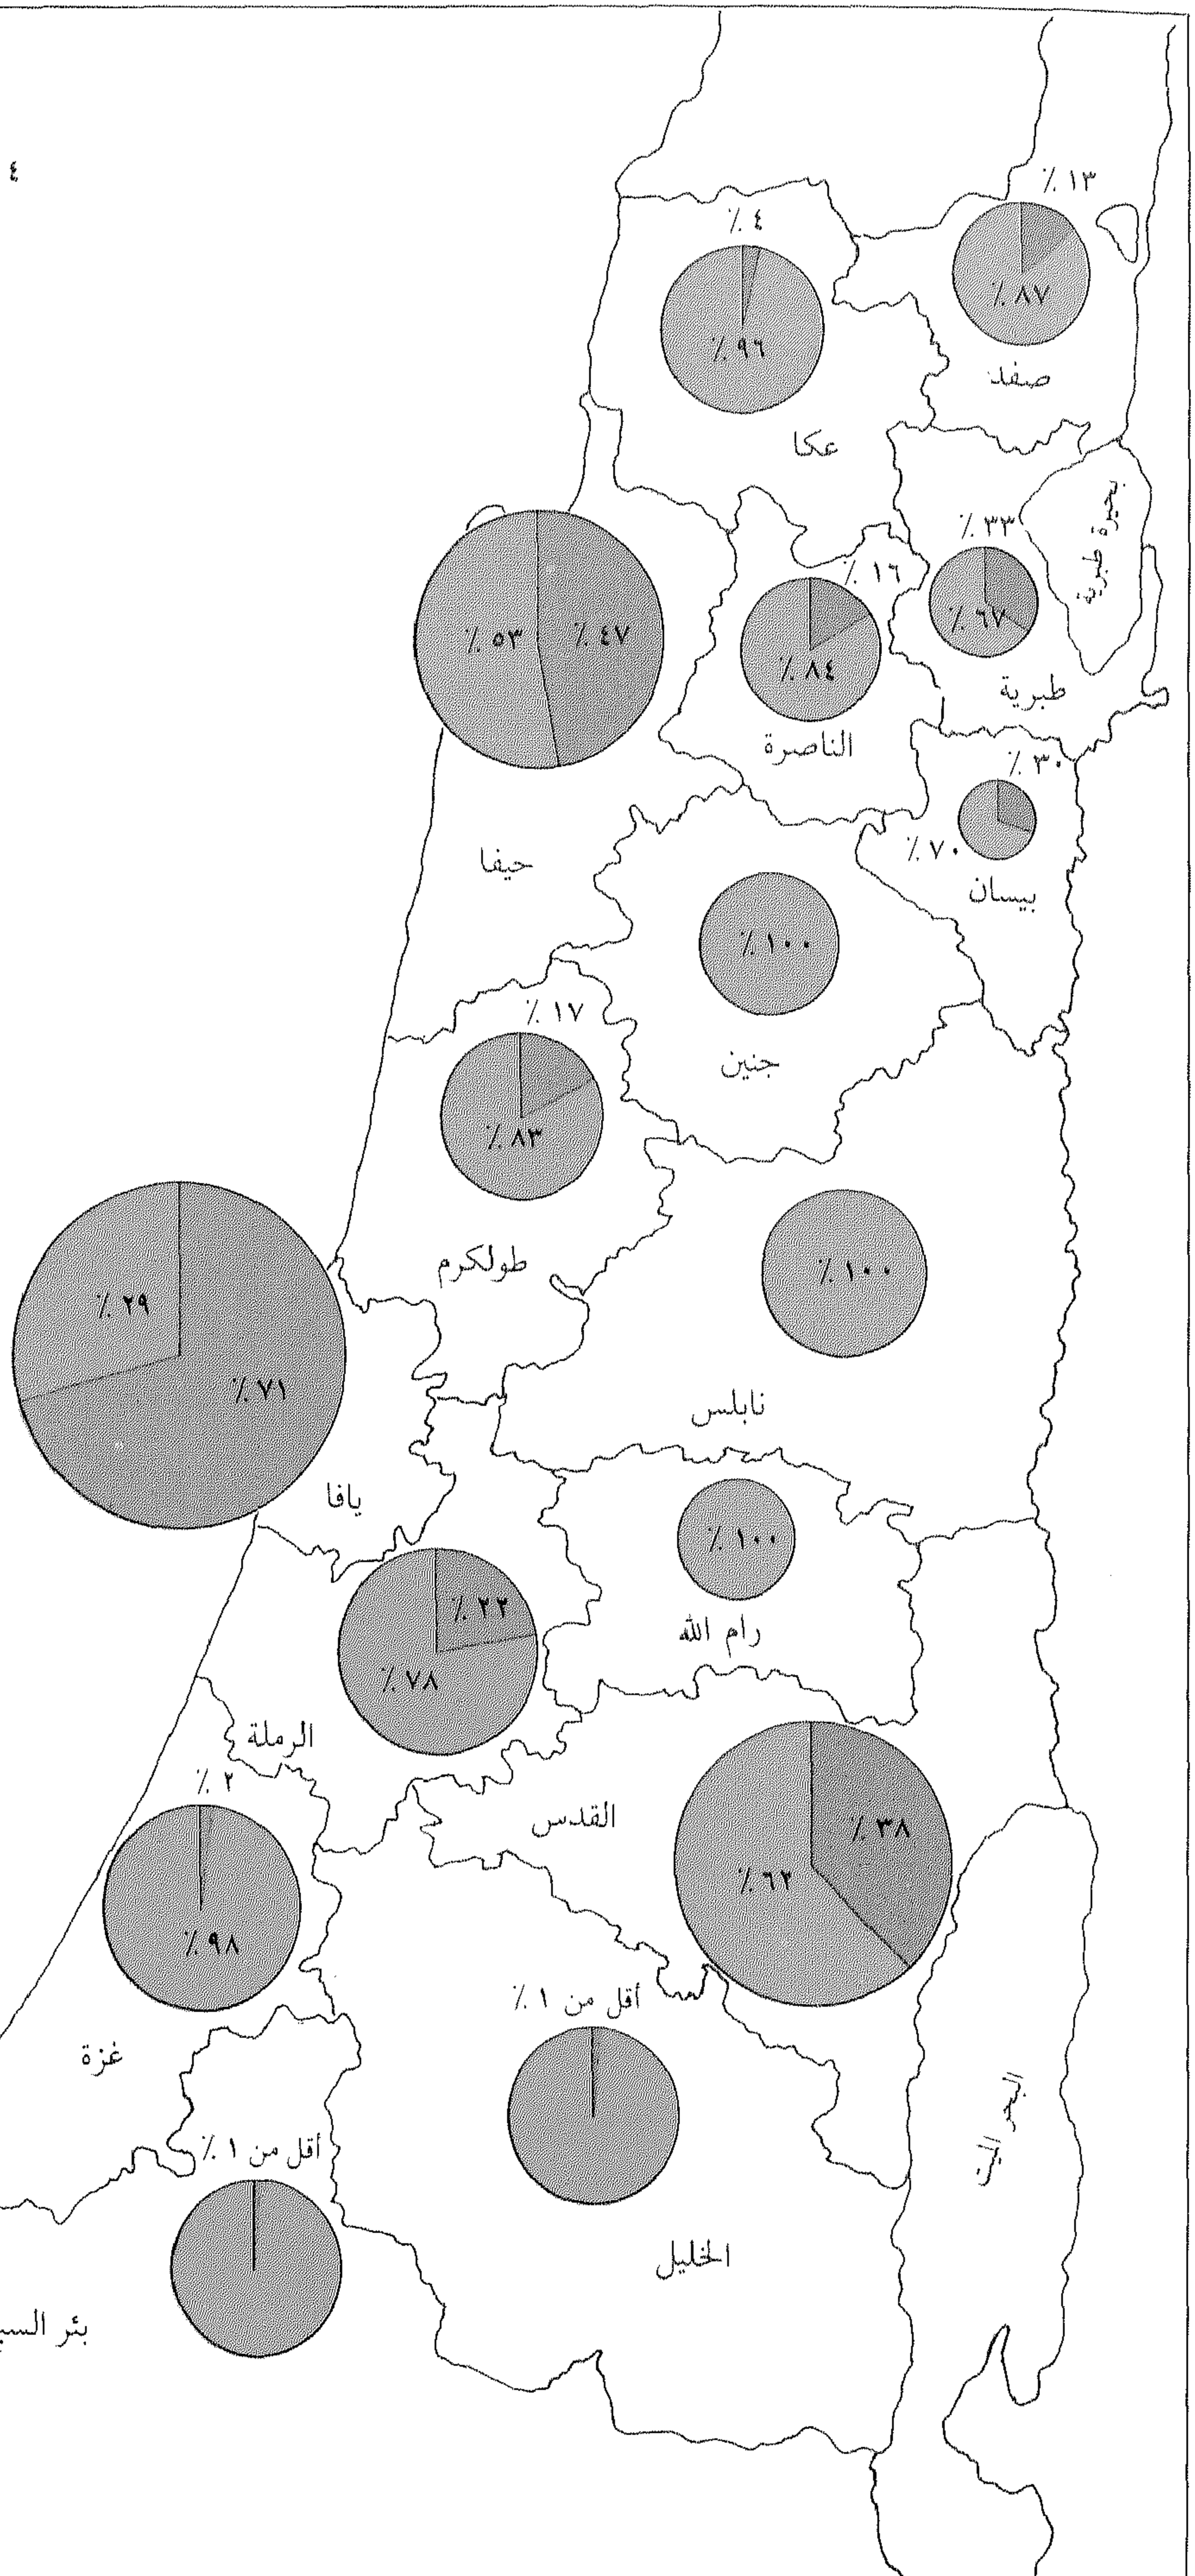 ٤
٪ ١٣
٪ ٨٧
صفد
٪ ٤
٪ ٩٦
عكا
بحيرة طبرية
٪ ٣٣
٪ ٦٧
طبرية
٪ ١٦
٪ ٨٤
الناصرة
٪ ٤٧
٪ ٥٣
حيفا
٪ ٣٠
٪ ٧٠
بيسان
٪ ١٠٠
جنين
٪ ١٧
٪ ٨٣
طولكرم
٪ ١٠٠
نابلس
٪ ٢٩
٪ ٧١
يافا
٪ ١٠٠
رام الله
٪ ٢٢
٪ ٧٨
الرملة
٪ ٣٨
٪ ٦٢
القدس
٪ ٢
٪ ٩٨
غزة
أقل من ١ ٪
الخليل
البحر الميت
أقل من ١ ٪
بئر